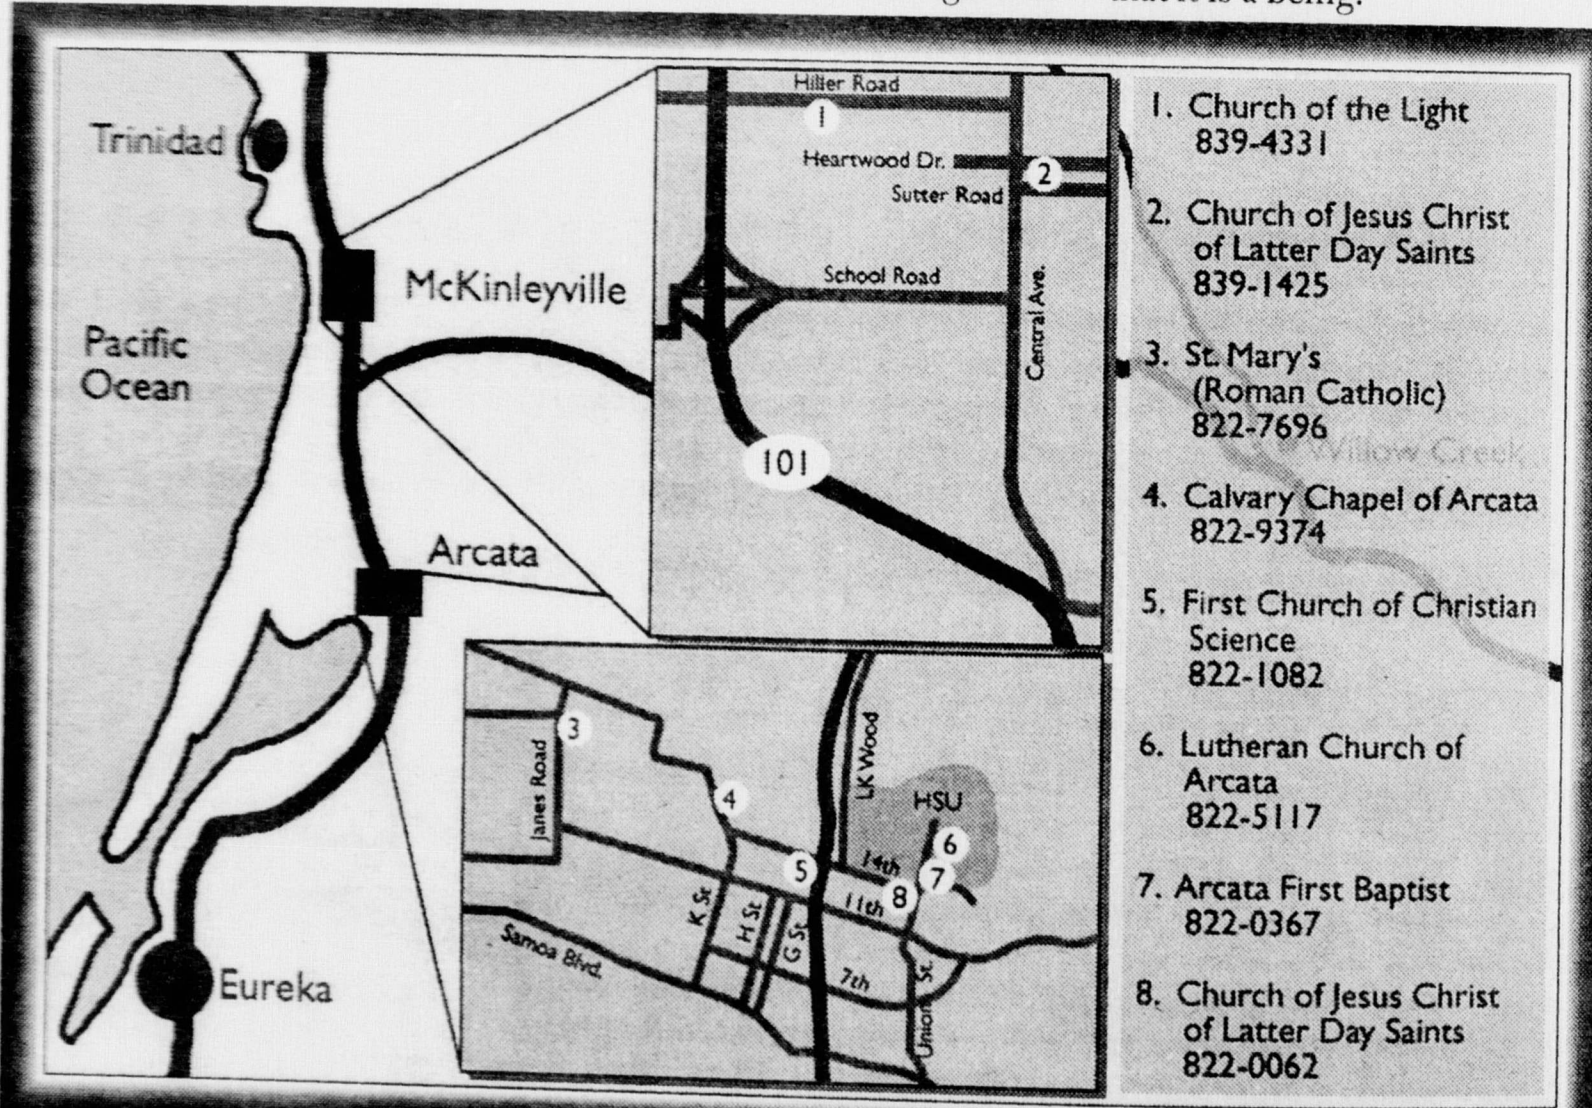 it is a being.
Trinidad
McKinleyville
Pacific
Ocean
Arcata
Eureka
Hiller Road
1
Heartwood Dr.
2
Sutter Road
School Road
Central Ave.
101
3
Janes Road
4
LK Wood
HSU
6
5
14th
7
8
11th
K St
H St
G St
Samoa Blvd.
7th
Union St.
1. Church of the Light
839-4331
2. Church of Jesus Christ
of Latter Day Saints
839-1425
3. St. Mary's
(Roman Catholic)
822-7696
Willow Creek
4. Calvary Chapel of Arcata
822-9374
5. First Church of Christian
Science
822-1082
6. Lutheran Church of
Arcata
822-5117
7. Arcata First Baptist
822-0367
8. Church of Jesus Christ
of Latter Day Saints
822-0062